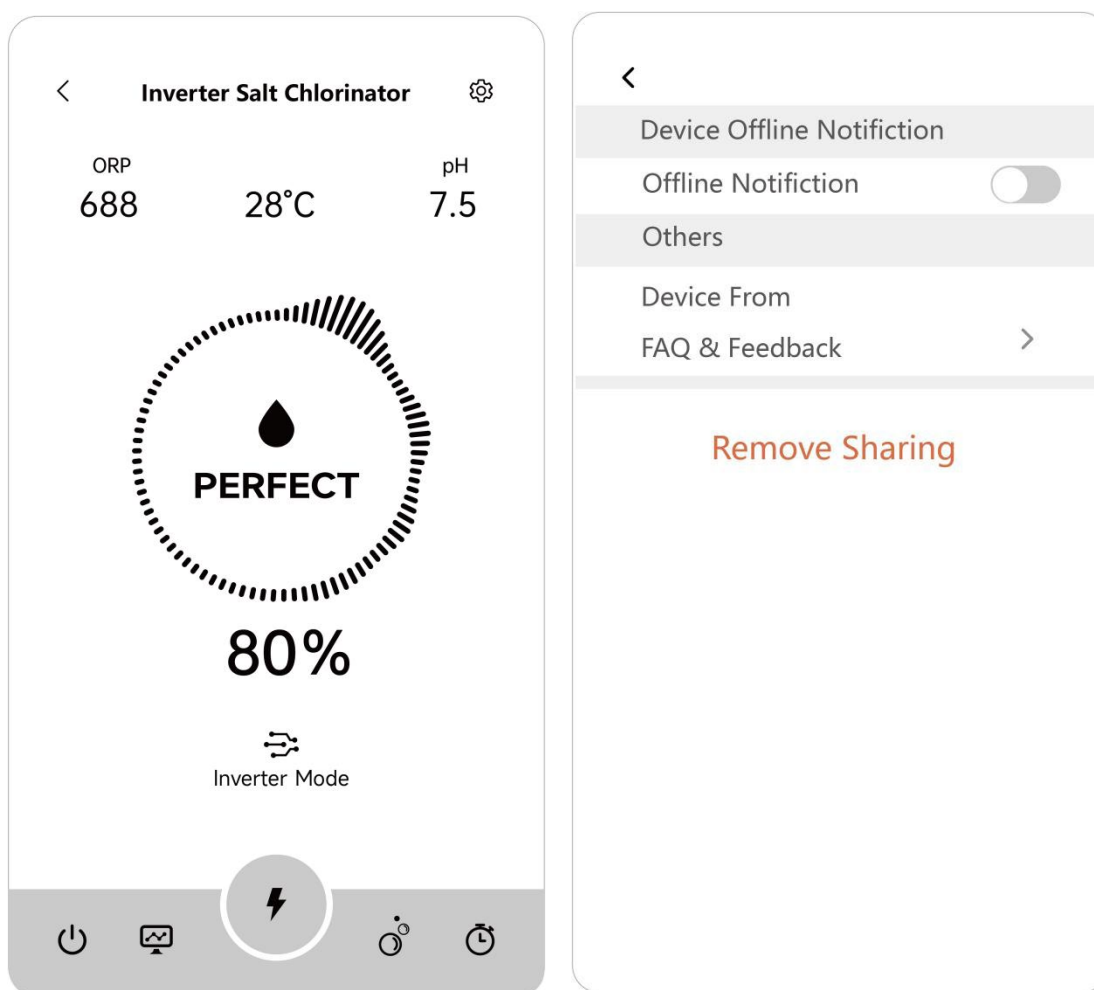 Inverter Salt Chlorinator
ORP
pH
688
28°C
7.5
PERFECT
80%
Inverter Mode
Device Offline Notifiction
Offline Notifiction
Others
Device From
FAQ & Feedback
Remove Sharing